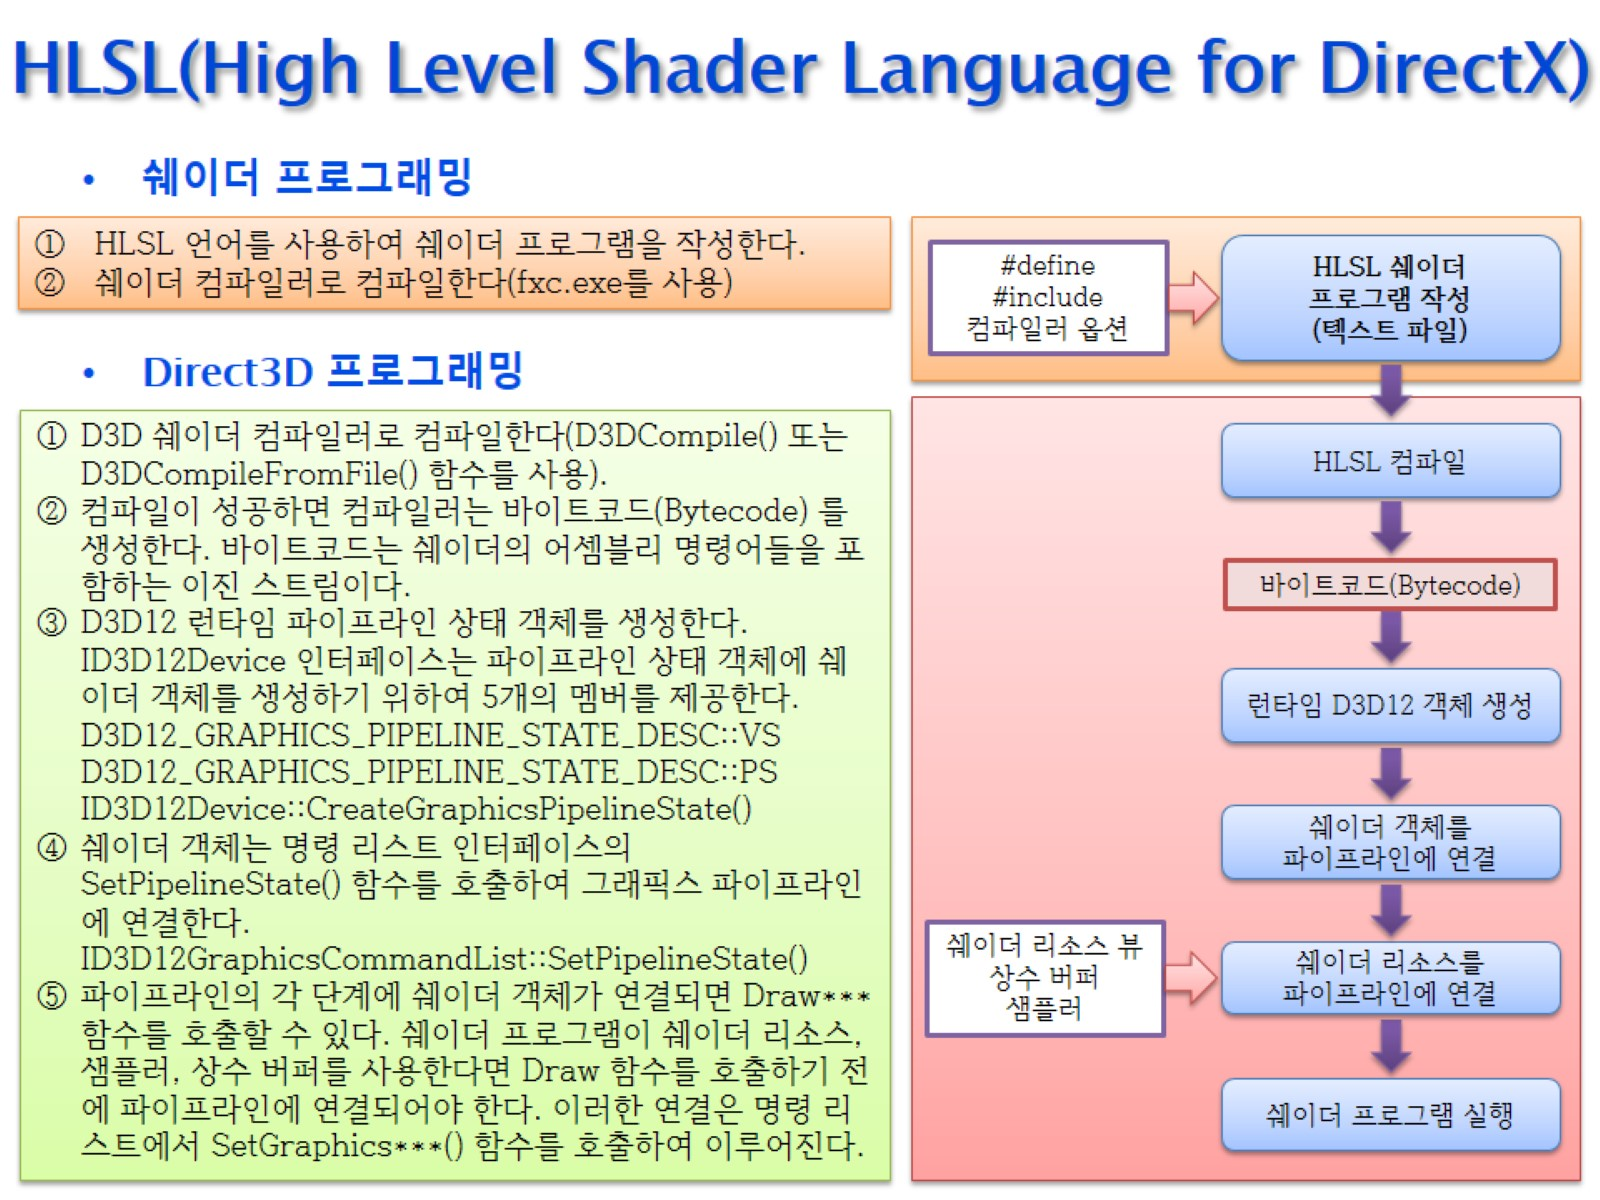 HLSL(High Level Shader Language for DirectX)
• 쉐이더 프로그래밍
① HLSL 언어를 사용하여 쉐이더 프로그램을 작성한다.
② 쉐이더 컴파일러로 컴파일한다(fxc.exe를 사용)
• Direct3D 프로그래밍
① D3D 쉐이더 컴파일러로 컴파일한다(D3DCompile() 또는
D3DCompileFromFile() 함수를 사용).
② 컴파일이 성공하면 컴파일러는 바이트코드(Bytecode) 를
생성한다. 바이트코드는 쉐이더의 어셈블리 명령어들을 포
함하는 이진 스트림이다.
③ D3D12 런타임 파이프라인 상태 객체를 생성한다.
ID3D12Device 인터페이스는 파이프라인 상태 객체에 쉐
이더 객체를 생성하기 위하여 5개의 멤버를 제공한다.
D3D12_GRAPHICS_PIPELINE_STATE_DESC::VS
D3D12_GRAPHICS_PIPELINE_STATE_DESC::PS
ID3D12Device::CreateGraphicsPipelineState()
④ 쉐이더 객체는 명령 리스트 인터페이스의
SetPipelineState() 함수를 호출하여 그래픽스 파이프라인
에 연결한다.
ID3D12GraphicsCommandList::SetPipelineState()
⑤ 파이프라인의 각 단계에 쉐이더 객체가 연결되면 Draw***
함수를 호출할 수 있다. 쉐이더 프로그램이 쉐이더 리소스,
샘플러, 상수 버퍼를 사용한다면 Draw 함수를 호출하기 전
에 파이프라인에 연결되어야 한다. 이러한 연결은 명령 리
스트에서 SetGraphics***() 함수를 호출하여 이루어진다.
#define
#include
컴파일러 옵션
HLSL 쉐이더
프로그램 작성
(텍스트 파일)
HLSL 컴파일
바이트코드(Bytecode)
런타임 D3D12 객체 생성
쉐이더 객체를
파이프라인에 연결
쉐이더 리소스 뷰
상수 버퍼
샘플러
쉐이더 리소스를
파이프라인에 연결
쉐이더 프로그램 실행